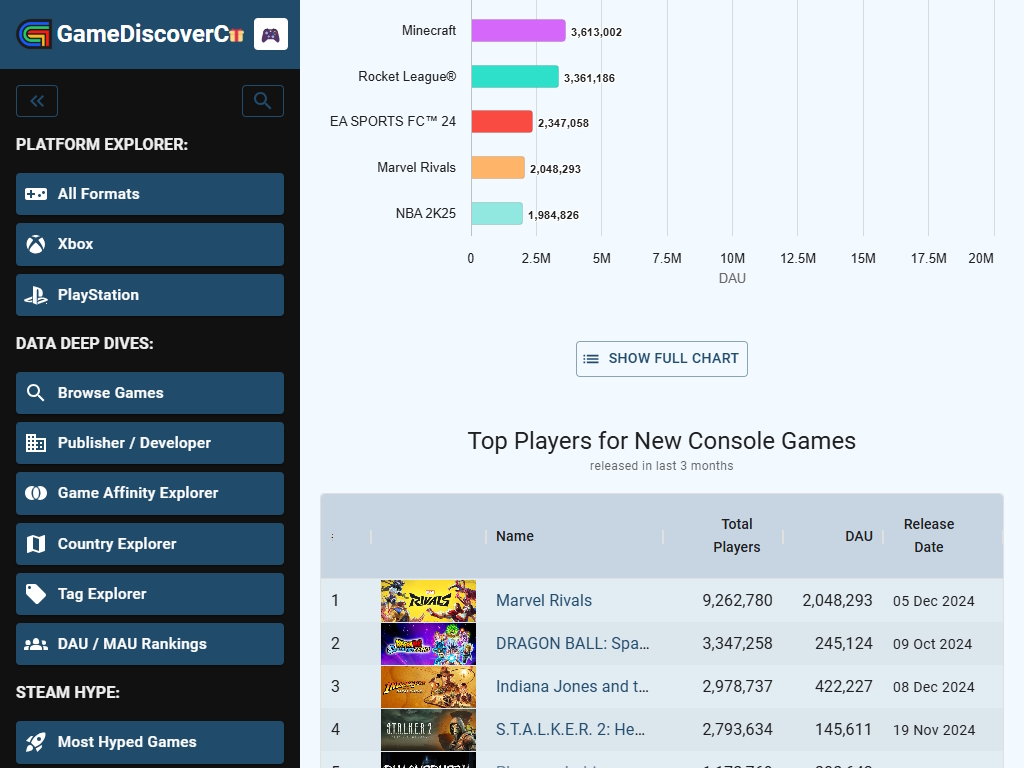 GameDiscoverC
PLATFORM EXPLORER:
All Formats
Xbox
PlayStation
DATA DEEP DIVES:
Browse Games
Publisher / Developer
Game Affinity Explorer
Country Explorer
Tag Explorer
DAU / MAU Rankings
STEAM HYPE:
Most Hyped Games
Minecraft 3,613,002
Rocket League® 3,361,186
EA SPORTS FC™ 24 2,347,058
Marvel Rivals 2,048,293
NBA 2K25 1,984,826
0 2.5M 5M 7.5M 10M 12.5M 15M 17.5M 20M
DAU
SHOW FULL CHART
Top Players for New Console Games
released in last 3 months
Name Total Players DAU Release Date
1 RIVALS Marvel Rivals 9,262,780 2,048,293 05 Dec 2024
2 DRAGON BALL: Spa... 3,347,258 245,124 09 Oct 2024
3 Indiana Jones and t... 2,978,737 422,227 08 Dec 2024
4 S.T.A.L.K.E.R. 2 S.T.A.L.K.E.R. 2: He... 2,793,634 145,611 19 Nov 2024